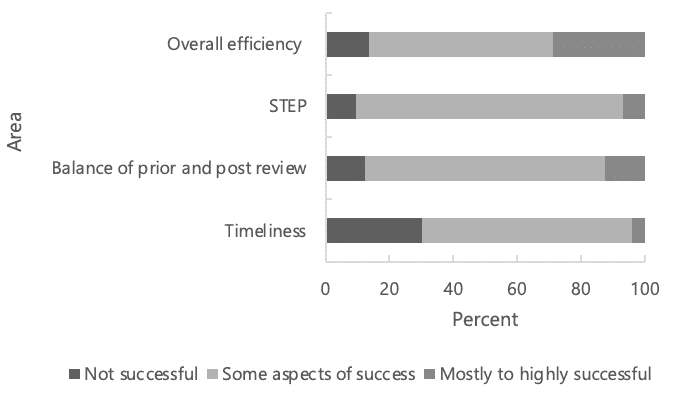 Overall efficiency
STEP
Area
Balance of prior and post review
Timeliness
0 20 40 60 80 100
Percent
Not successful Some aspects of success Mostly to highly successful